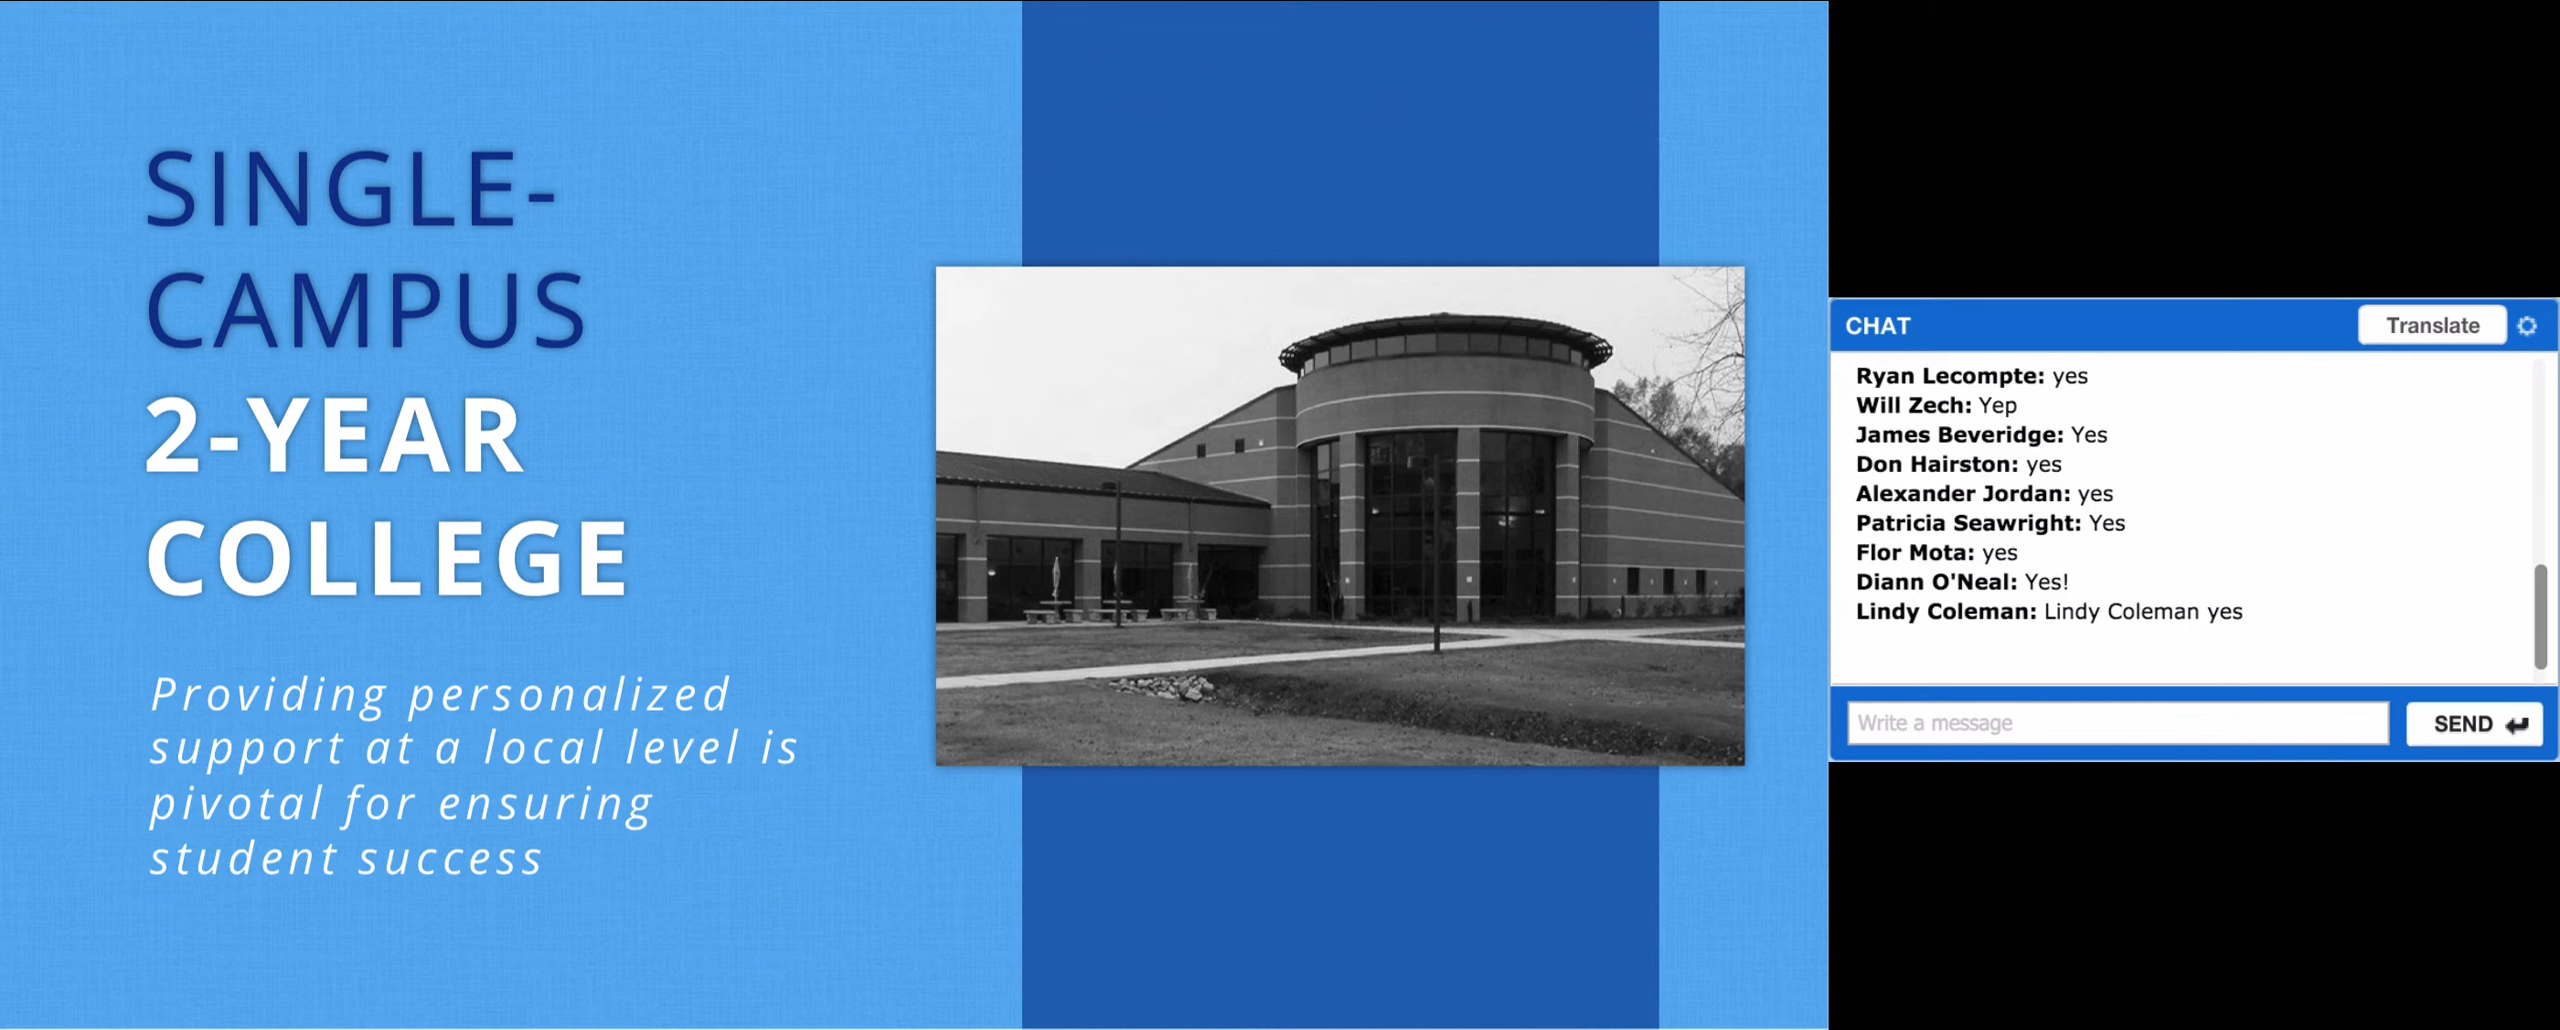 SINGLE-
CAMPUS
2-YEAR
COLLEGE
Providing personalized
support at a local level is
pivotal for ensuring
student success
CHAT
Translate
Ryan Lecompte: yes
Will Zech: Yep
James Beveridge: Yes
Don Hairston: yes
Alexander Jordan: yes
Patricia Seawright: Yes
Flor Mota: yes
Diann O'Neal: Yes!
Lindy Coleman: Lindy Coleman yes
Write a message
SEND